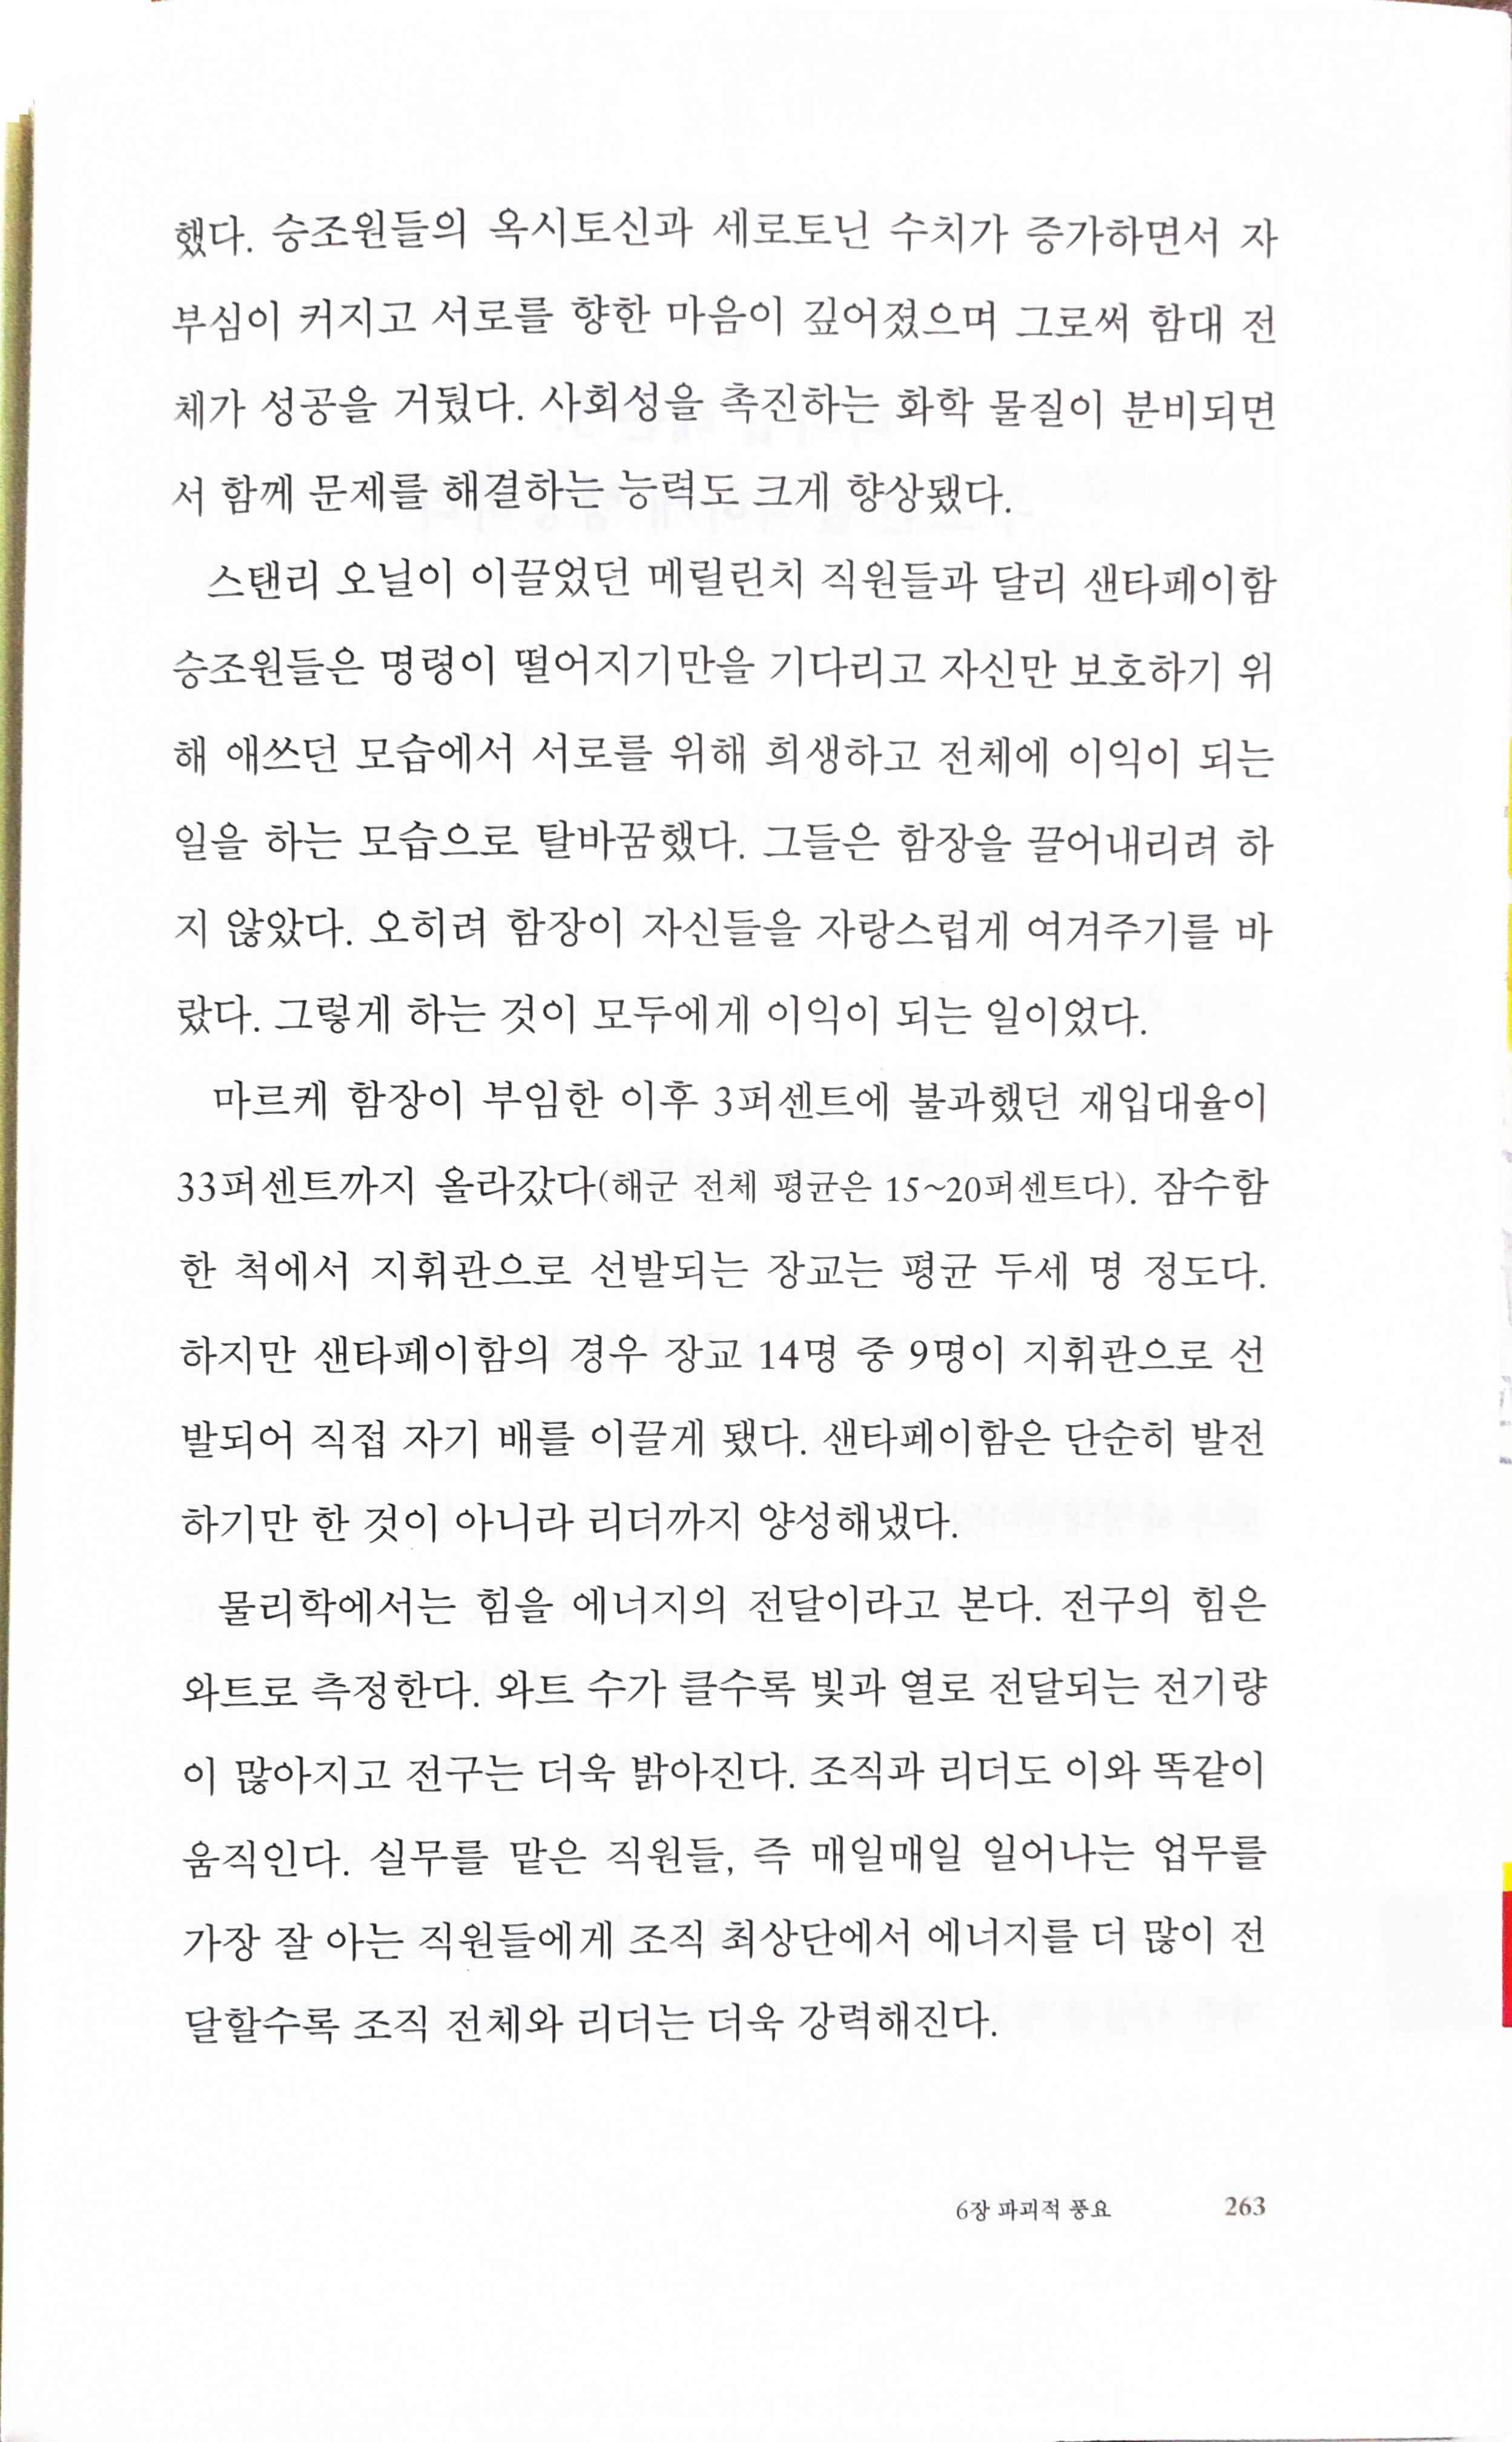 했다. 승조원들의 옥시토신과 세로토닌 수치가 증가하면서 자
부심이 커지고 서로를 향한 마음이 깊어졌으며 그로써 함대 전
체가 성공을 거뒀다. 사회성을 촉진하는 화학 물질이 분비되면
서 함께 문제를 해결하는 능력도 크게 향상됐다.
스탠리 오닐이 이끌었던 메릴린치 직원들과 달리 샌타페이함
승조원들은 명령이 떨어지기만을 기다리고 자신만 보호하기 위
해 애쓰던 모습에서 서로를 위해 희생하고 전체에 이익이 되는
일을 하는 모습으로 탈바꿈했다. 그들은 함장을 끌어내리려 하
지 않았다. 오히려 함장이 자신들을 자랑스럽게 여겨주기를 바
랐다. 그렇게 하는 것이 모두에게 이익이 되는 일이었다.
마르케 함장이 부임한 이후 3퍼센트에 불과했던 재입대율이
33퍼센트까지 올라갔다(해군 전체 평균은 15~20퍼센트다). 잠수함
한 척에서 지휘관으로 선발되는 장교는 평균 두세 명 정도다.
하지만 샌타페이함의 경우 장교 14명 중 9명이 지휘관으로 선
발되어 직접 자기 배를 이끌게 됐다. 샌타페이함은 단순히 발전
하기만 한 것이 아니라 리더까지 양성해냈다.
물리학에서는 힘을 에너지의 전달이라고 본다. 전구의 힘은
와트로 측정한다. 와트 수가 클수록 빛과 열로 전달되는 전기량
이 많아지고 전구는 더욱 밝아진다. 조직과 리더도 이와 똑같이
움직인다. 실무를 맡은 직원들, 즉 매일매일 일어나는 업무를
가장 잘 아는 직원들에게 조직 최상단에서 에너지를 더 많이 전
달할수록 조직 전체와 리더는 더욱 강력해진다.
6장 파괴적 풍요 263